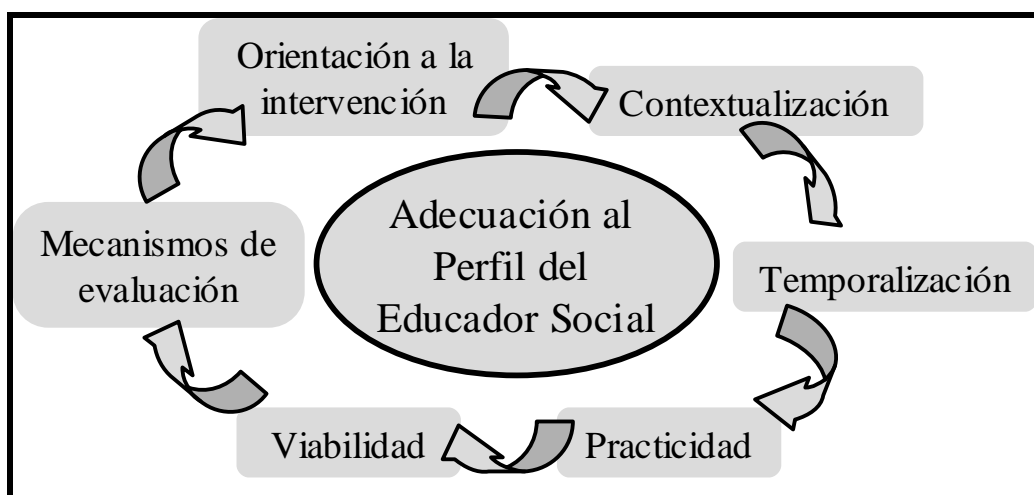 Orientación a la
intervención
Contextualización
Mecanismos de
evaluación
Adecuación al
Perfil del
Educador Social
Temporalización
Viabilidad
Practicidad